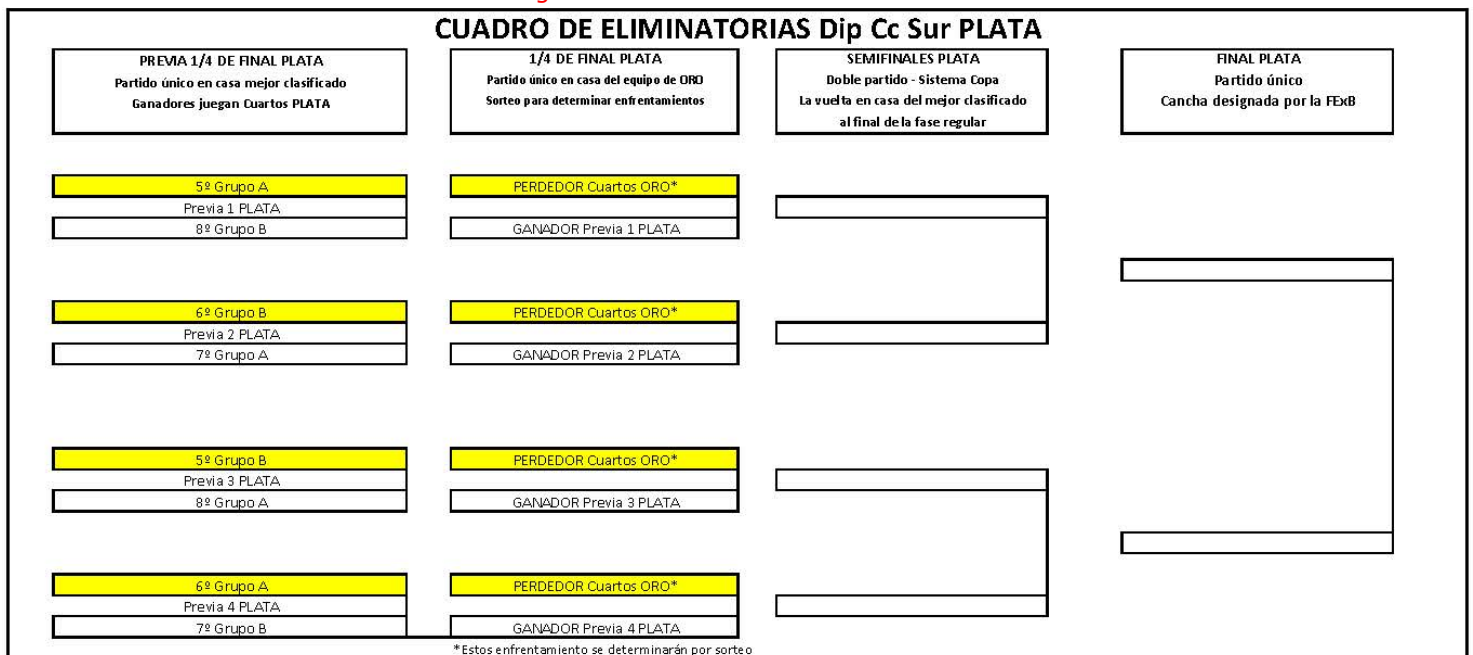 CUADRO DE ELIMINATORIAS Dip Cc Sur PLATA
PREVIA 1/4 DE FINAL PLATA
Partido único en casa mejor clasificado
Ganadores juegan Cuartos PLATA
1/4 DE FINAL PLATA
Partido único en casa del equipo de ORO
Sorteo para determinar enfrentamientos
SEMIFINALES PLATA
Doble partido - Sistema Copa
La vuelta en casa del mejor clasificado
al final de la fase regular
FINAL PLATA
Partido único
Cancha designada por la FExB
5º Grupo A
Previa 1 PLATA
8º Grupo B
6º Grupo B
Previa 2 PLATA
7º Grupo A
5º Grupo B
Previa 3 PLATA
8º Grupo A
6º Grupo A
Previa 4 PLATA
7º Grupo B
PERDEDOR Cuartos ORO*
GANADOR Previa 1 PLATA
PERDEDOR Cuartos ORO*
GANADOR Previa 2 PLATA
PERDEDOR Cuartos ORO*
GANADOR Previa 3 PLATA
PERDEDOR Cuartos ORO*
GANADOR Previa 4 PLATA
*Estos enfrentamiento se determinarán por sorteo